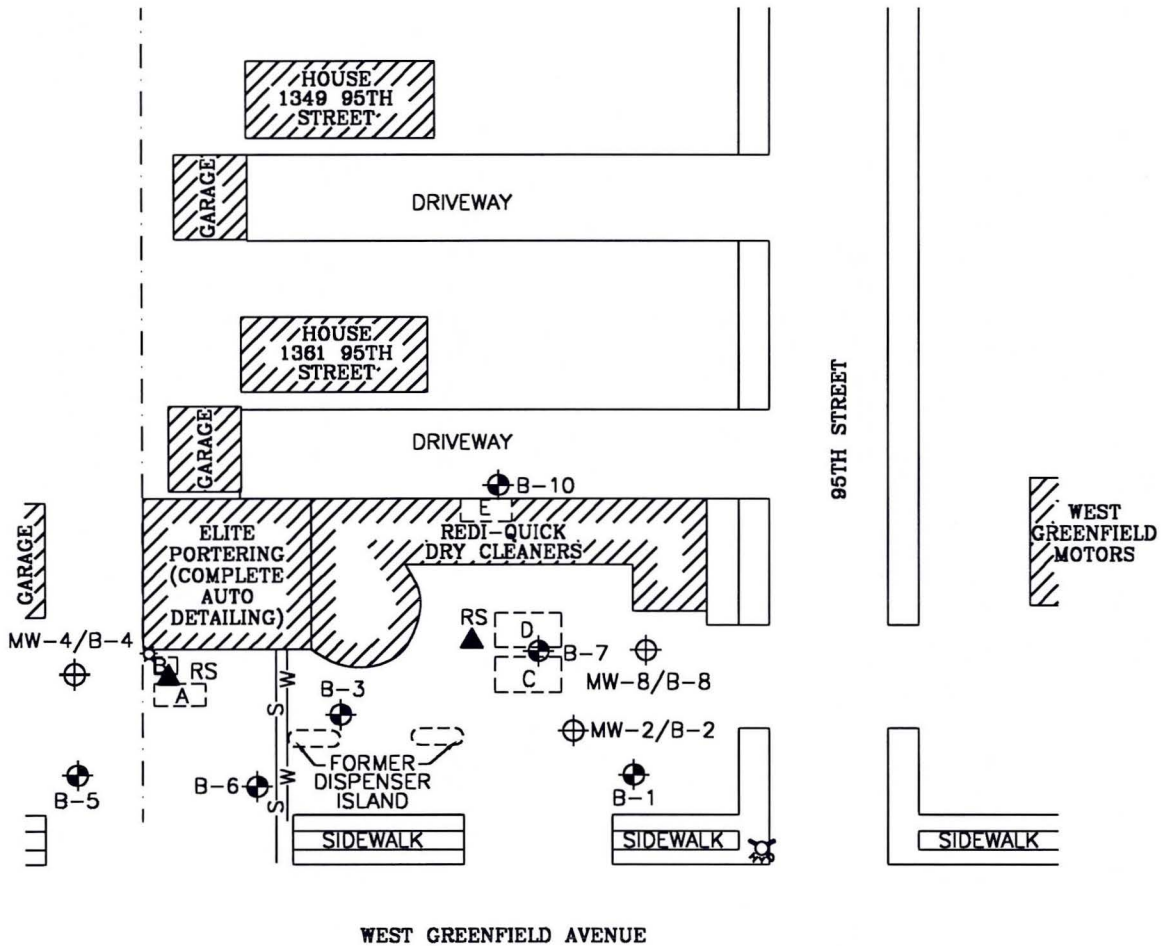 HOUSE
1349 95TH
STREET
GARAGE
DRIVEWAY
HOUSE
1361 95TH
STREET
GARAGE
DRIVEWAY
95TH STREET
B-10
E
GARAGE
ELITE
PORTERING
(COMPLETE
AUTO
DETAILING)
REDI-QUICK
DRY CLEANERS
WEST
GREENFIELD
MOTORS
MW-4/B-4
RS
D
B-7
B
RS
A
C
MW-8/B-8
W
S
B-3
MW-2/B-2
FORMER
DISPENSER
ISLAND
B-5
B-6
W
S
B-1
SIDEWALK
SIDEWALK
SIDEWALK
WEST GREENFIELD AVENUE